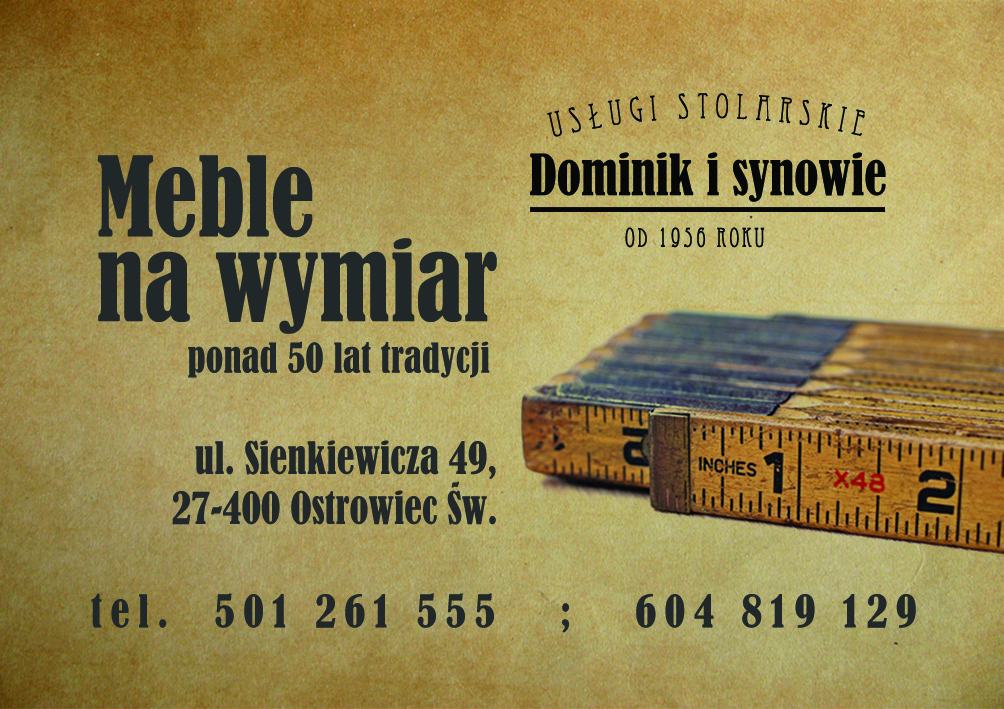 USŁUGI STOLARSKIE
Dominik i synowie
OD 1956 ROKU
Meble
na wymiar
ponad 50 lat tradycji
ul. Sienkiewicza 49,
27-400 Ostrowiec Św.
INCHES 1 X48 2
tel. 501 261 555 ; 604 819 129